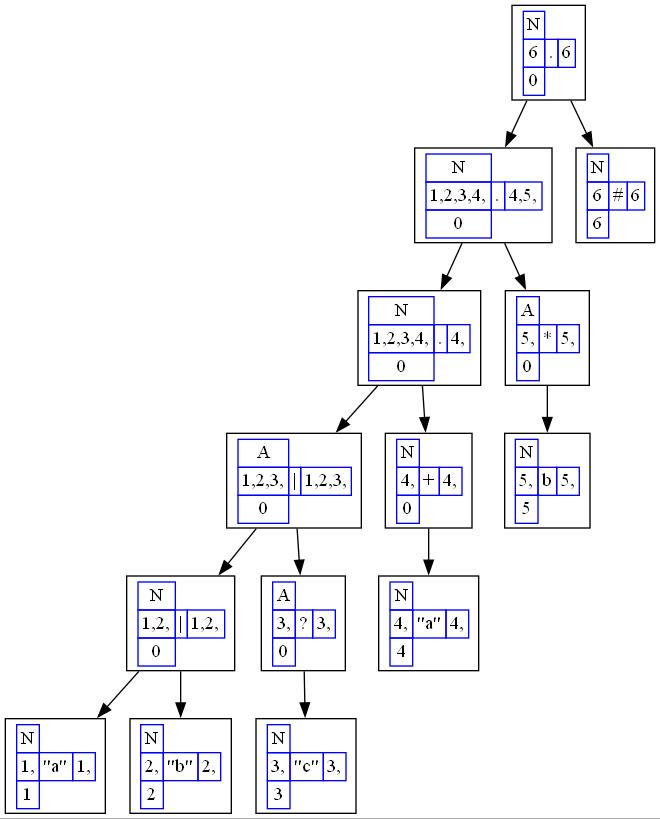 N
6 . 6
0
N
1,2,3,4, . 4,5,
0
N
6 # 6
6
N
1,2,3,4, . 4,
0
A
5, * 5,
0
A
1,2,3, | 1,2,3,
0
N
4, + 4,
0
N
5, b 5,
5
N
1,2, | 1,2,
0
A
3, ? 3,
0
N
4, "a" 4,
4
N
1, "a" 1,
1
N
2, "b" 2,
2
N
3, "c" 3,
3